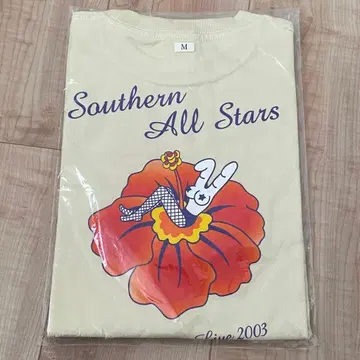 M
Southern
All Stars
Live 2003